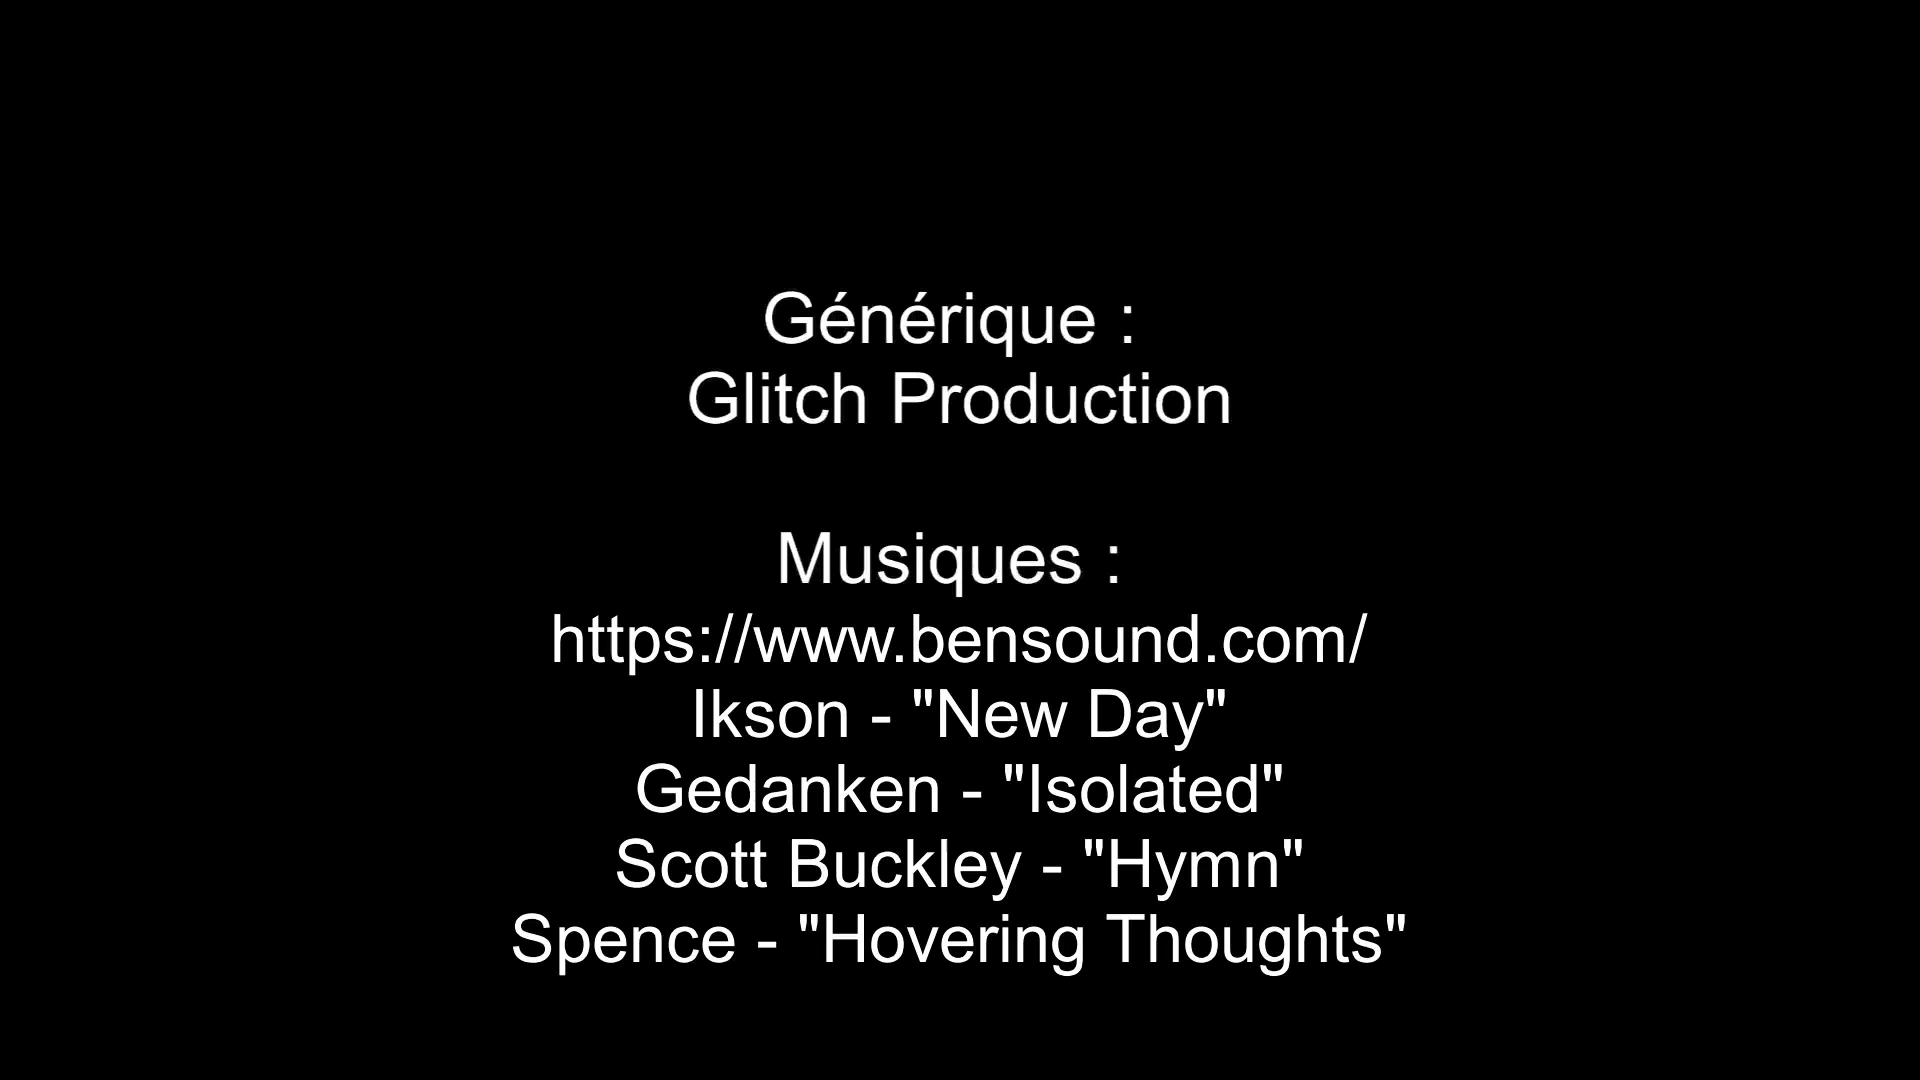 Générique :
Glitch Production
Musiques :
https://www.bensound.com/
Ikson - "New Day"
Gedanken - "Isolated"
Scott Buckley - "Hymn"
Spence - "Hovering Thoughts"